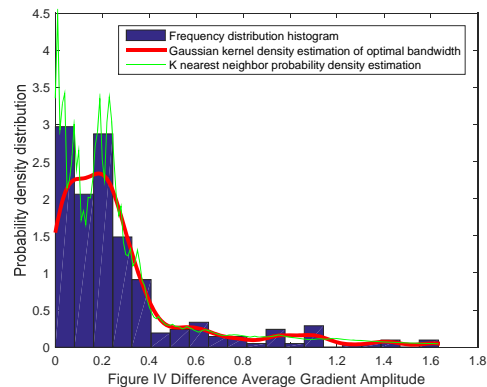 Frequency distribution histogram
Gaussian kernel density estimation of optimal bandwidth
K nearest neighbor probability density estimation
Probability density distribution
4.5
4
3.5
3
2.5
2
1.5
1
0.5
0
0 0.2 0.4 0.6 0.8 1 1.2 1.4 1.6 1.8
Figure IV Difference Average Gradient Amplitude